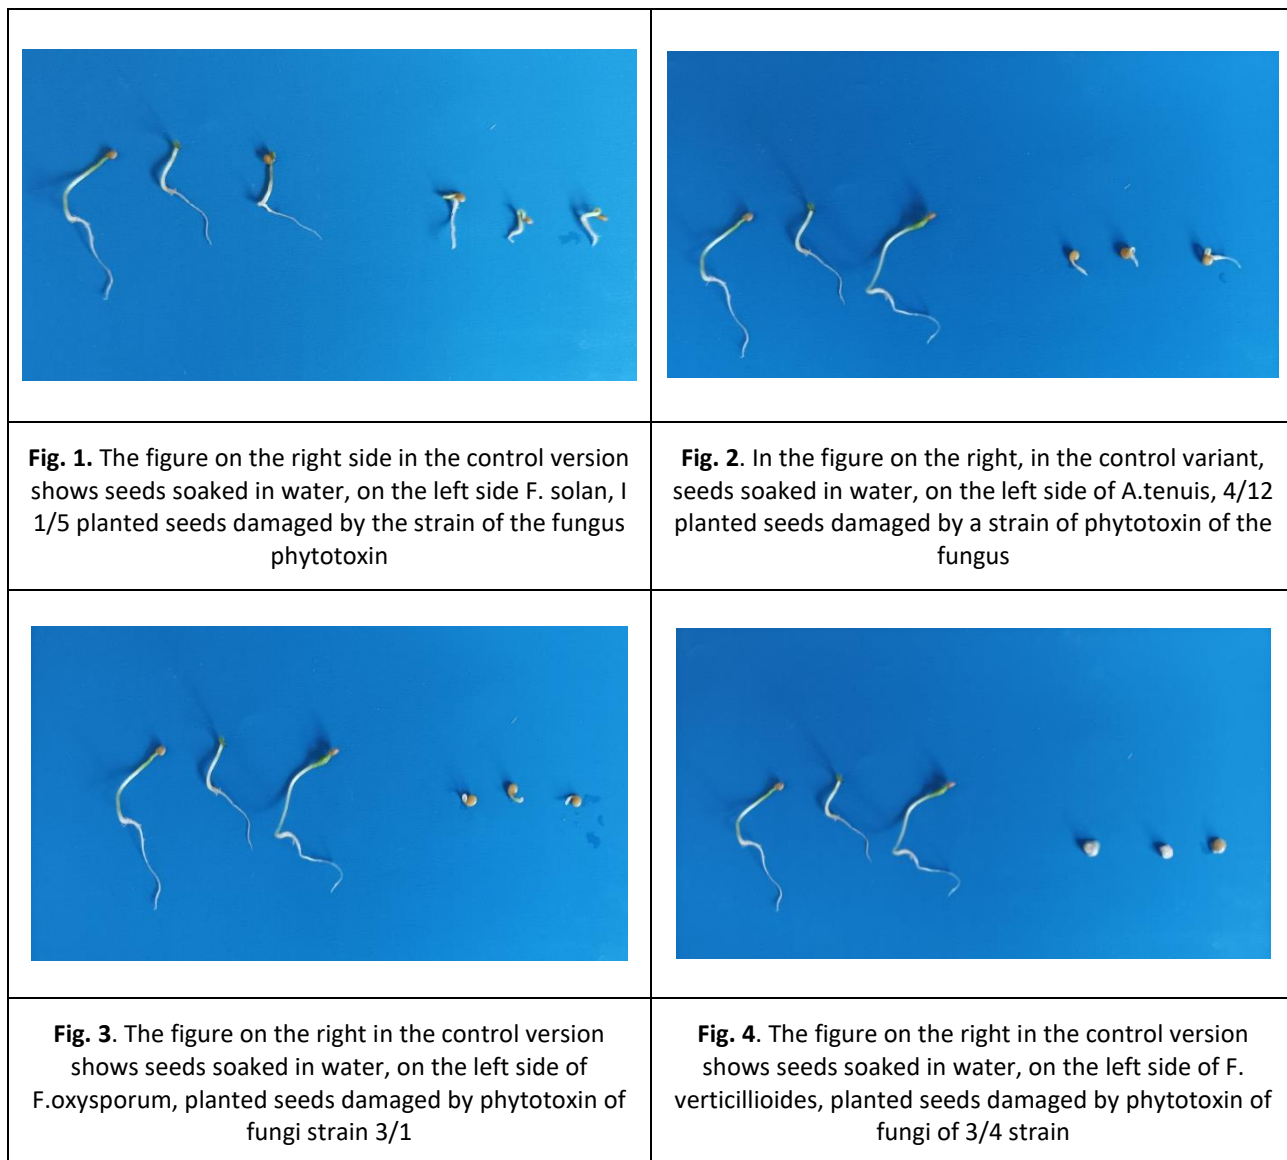 Fig. 1. The figure on the right side in the control version
shows seeds soaked in water, on the left side F. solan, I
1/5 planted seeds damaged by the strain of the fungus
phytotoxin
Fig. 2. In the figure on the right, in the control variant,
seeds soaked in water, on the left side of A.tenuis, 4/12
planted seeds damaged by a strain of phytotoxin of the
fungus
Fig. 3. The figure on the right in the control version
shows seeds soaked in water, on the left side of
F.oxysporum, planted seeds damaged by phytotoxin of
fungi strain 3/1
Fig. 4. The figure on the right in the control version
shows seeds soaked in water, on the left side of F.
verticillioides, planted seeds damaged by phytotoxin of
fungi of 3/4 strain